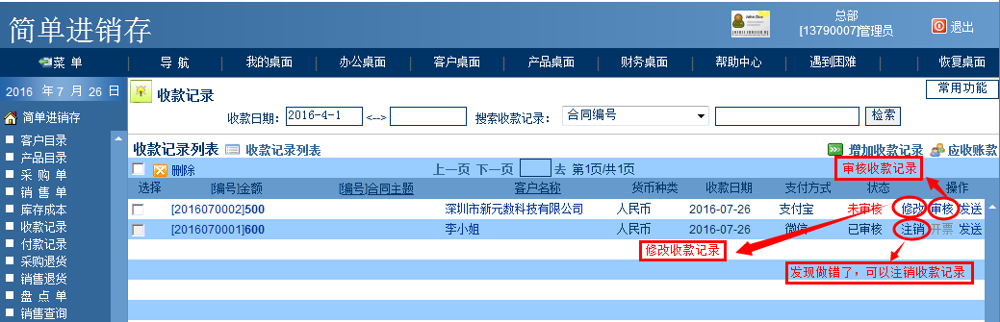 简单进销存
总部
[13790007]管理员
退出
菜 单 | 导 航 | 我的桌面 | 办公桌面 | 客户桌面 | 产品桌面 | 财务桌面 | 帮助中心 | 遇到困难 | 恢复桌面
2016 年 7 月 26 日
简单进销存
客户目录
产品目录
采 购 单
销 售 单
库存成本
收款记录
付款记录
采购退货
销售退货
盘 点 单
销售查询
收款记录
常用功能
收款日期: 2016-4-1 <--> 搜索收款记录: 合同编号 检索
收款记录列表 收款记录列表 增加收款记录 应收账款
删除 上一页 下一页 去 第1页/共1页
审核收款记录
选择 [编号]金额 [编号]合同主题 客户名称 货币种类 收款日期 支付方式 状态 操作
[2016070002]500 深圳市新元数科技有限公司 人民币 2016-07-26 支付宝 未审核 修改 审核 发送
[2016070001]600 李小姐 人民币 2016-07-26 微信 已审核 注销 开票 发送
修改收款记录
发现做错了，可以注销收款记录